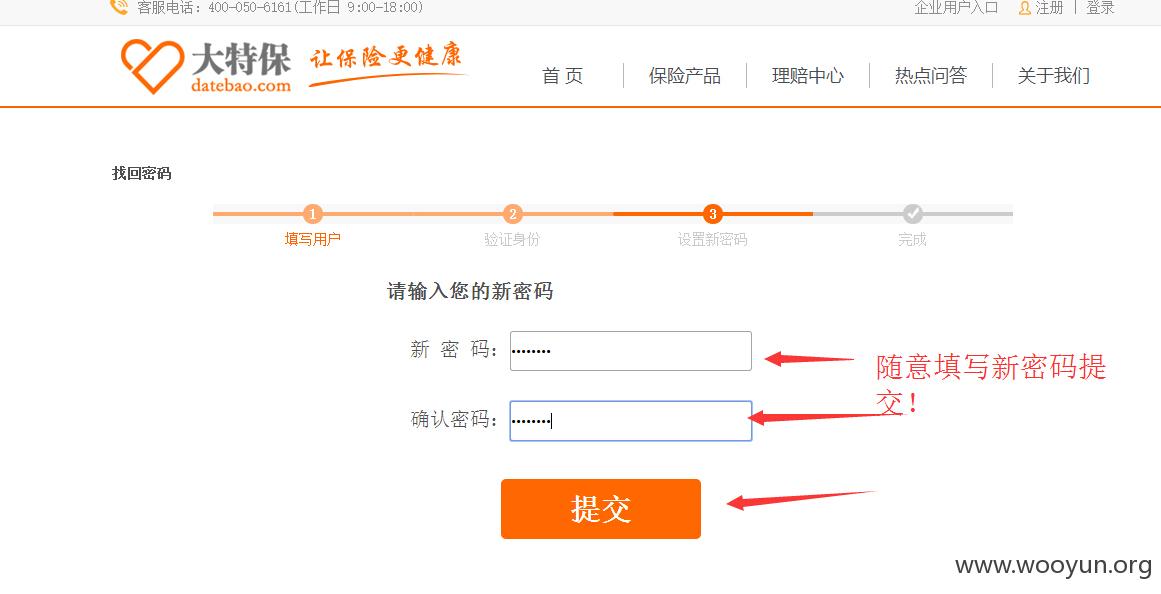 客服电话：400-050-6161(工作日 9:00-18:00)
企业用户入口 注册 | 登录
大特保 让保险更健康
datebao.com
首 页 保险产品 理赔中心 热点问答 关于我们
找回密码
1 2 3
填写用户 验证身份 设置新密码 完成
请输入您的新密码
新 密 码：
随意填写新密码提
交！
确认密码：
提交
www.wooyun.org